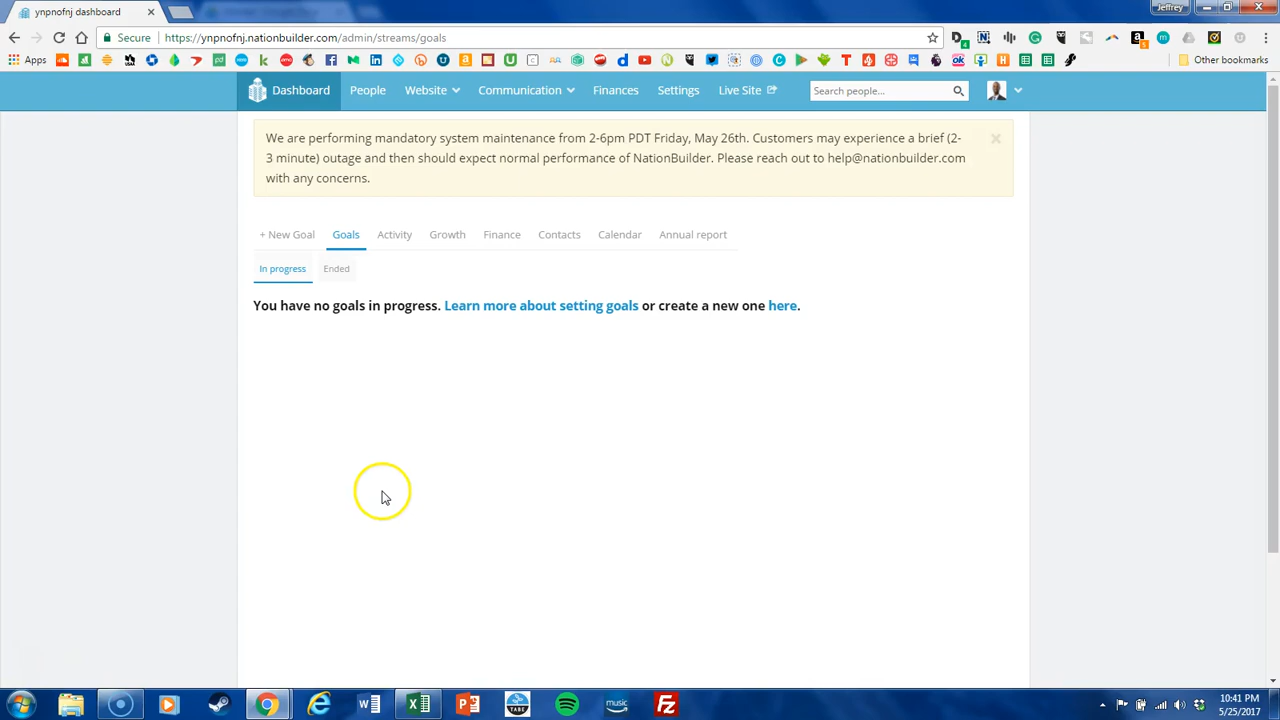 ynpnofnj dashboard
Jeffrey
Secure https://ynpnofnj.nationbuilder.com/admin/streams/goals
Apps
Other bookmarks
Dashboard People Website Communication Finances Settings Live Site Search people...
We are performing mandatory system maintenance from 2-6pm PDT Friday, May 26th. Customers may experience a brief (2-
3 minute) outage and then should expect normal performance of NationBuilder. Please reach out to help@nationbuilder.com
with any concerns.
+ New Goal Goals Activity Growth Finance Contacts Calendar Annual report
In progress Ended
You have no goals in progress. Learn more about setting goals or create a new one here.
10:41 PM
5/25/2017